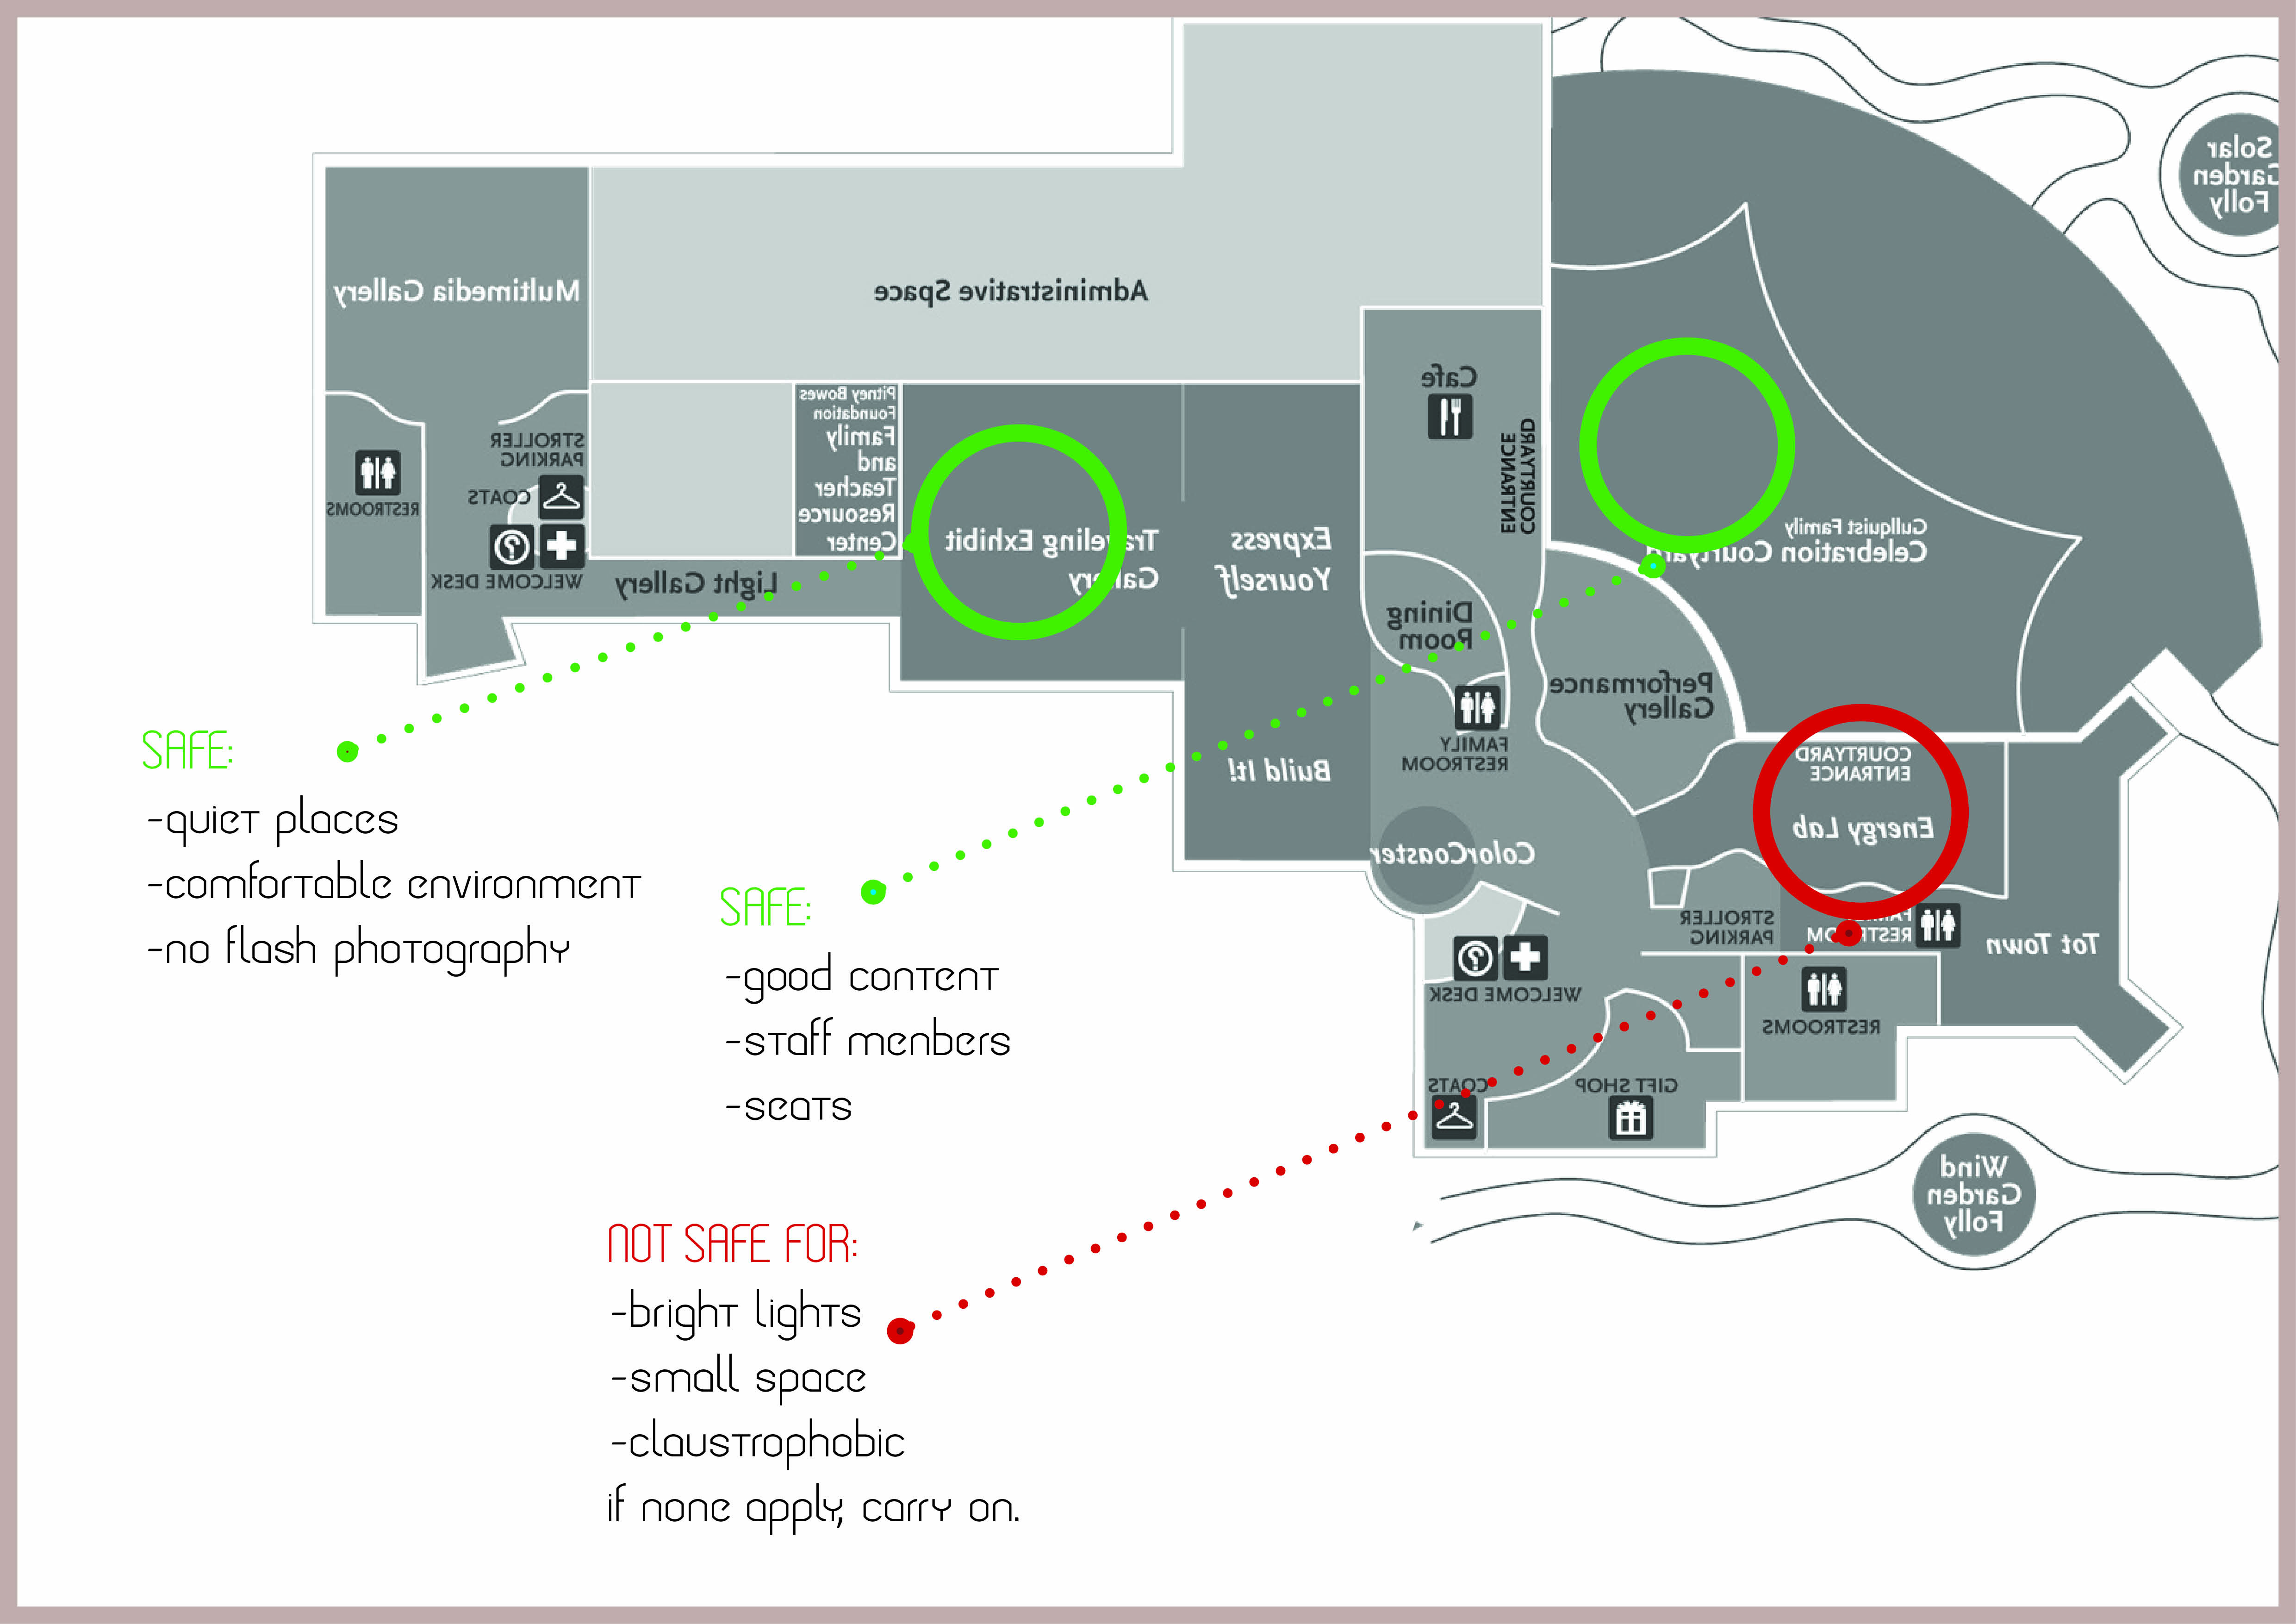 Solar
Garden
Folly
Multimedia Gallery
Administrative Space
Cafe
ENTRANCE
COURTYARD
Pitney Bowes
Foundation
Family
and
Teacher
Resource
Center
STROLLER
PARKING
COATS
RESTROOMS
WELCOME DESK
Light Gallery
Traveling Exhibit
Gallery
Express
Yourself
Gullquist Family
Celebration Courtyard
Dining
Room
Performance
Gallery
FAMILY
RESTROOM
Build It!
COURTYARD
ENTRANCE
Energy Lab
ColorCoaster
STROLLER
PARKING
FAMILY
RESTROOM
Tot Town
WELCOME DESK
RESTROOMS
COATS
GIFT SHOP
Wind
Garden
Folly
SAFE:
-quiet places
-comfortable environment
-no flash photography
SAFE:
-good content
-staff menbers
-seats
NOT SAFE FOR:
-bright lights
-small space
-claustrophobic
if none apply, carry on.